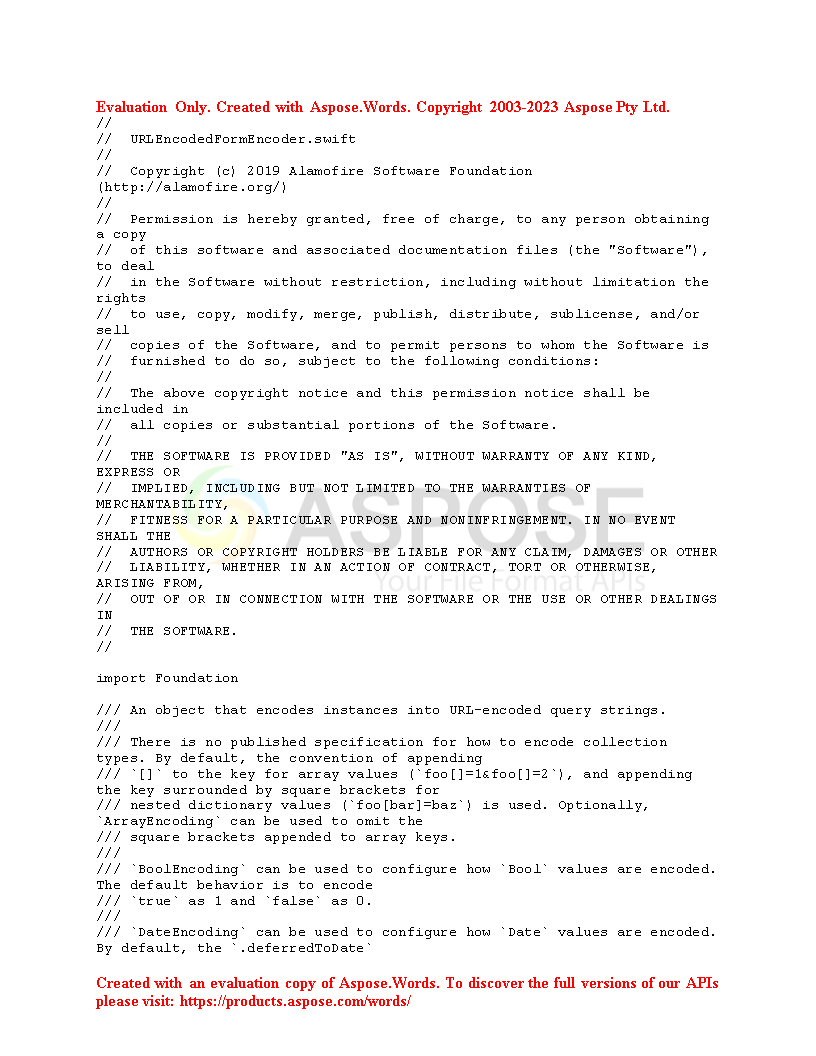 Evaluation Only. Created with Aspose.Words. Copyright 2003-2023 Aspose Pty Ltd.
//
//  URLEncodedFormEncoder.swift
//
//  Copyright (c) 2019 Alamofire Software Foundation
(http://alamofire.org/)
//
//  Permission is hereby granted, free of charge, to any person obtaining
a copy
//  of this software and associated documentation files (the "Software"),
to deal
//  in the Software without restriction, including without limitation the
rights
//  to use, copy, modify, merge, publish, distribute, sublicense, and/or
sell
//  copies of the Software, and to permit persons to whom the Software is
//  furnished to do so, subject to the following conditions:
//
//  The above copyright notice and this permission notice shall be
included in
//  all copies or substantial portions of the Software.
//
//  THE SOFTWARE IS PROVIDED "AS IS", WITHOUT WARRANTY OF ANY KIND,
EXPRESS OR
//  IMPLIED, INCLUDING BUT NOT LIMITED TO THE WARRANTIES OF
MERCHANTABILITY,
//  FITNESS FOR A PARTICULAR PURPOSE AND NONINFRINGEMENT. IN NO EVENT
SHALL THE
//  AUTHORS OR COPYRIGHT HOLDERS BE LIABLE FOR ANY CLAIM, DAMAGES OR OTHER
//  LIABILITY, WHETHER IN AN ACTION OF CONTRACT, TORT OR OTHERWISE,
ARISING FROM,
//  OUT OF OR IN CONNECTION WITH THE SOFTWARE OR THE USE OR OTHER DEALINGS
IN
//  THE SOFTWARE.
//
ASPOSE
Your File Format APIs
import Foundation
/// An object that encodes instances into URL-encoded query strings.
///
/// There is no published specification for how to encode collection
types. By default, the convention of appending
/// `[]` to the key for array values (`foo[]=1&foo[]=2`), and appending
the key surrounded by square brackets for
/// nested dictionary values (`foo[bar]=baz`) is used. Optionally,
`ArrayEncoding` can be used to omit the
/// square brackets appended to array keys.
///
/// `BoolEncoding` can be used to configure how `Bool` values are encoded.
The default behavior is to encode
/// `true` as 1 and `false` as 0.
///
/// `DateEncoding` can be used to configure how `Date` values are encoded.
By default, the `.deferredToDate`
Created with an evaluation copy of Aspose.Words. To discover the full versions of our APIs
please visit: https://products.aspose.com/words/